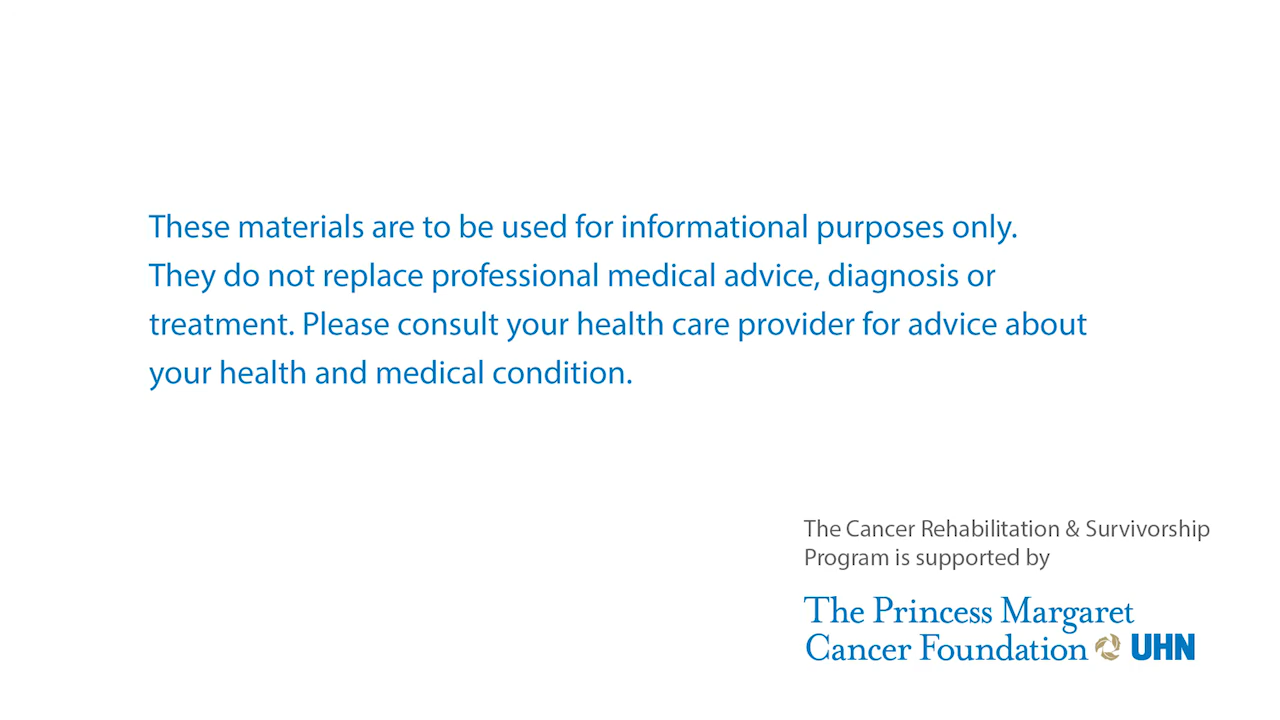 These materials are to be used for informational purposes only.
They do not replace professional medical advice, diagnosis or
treatment. Please consult your health care provider for advice about
your health and medical condition.
The Cancer Rehabilitation & Survivorship
Program is supported by
The Princess Margaret
Cancer Foundation UHN